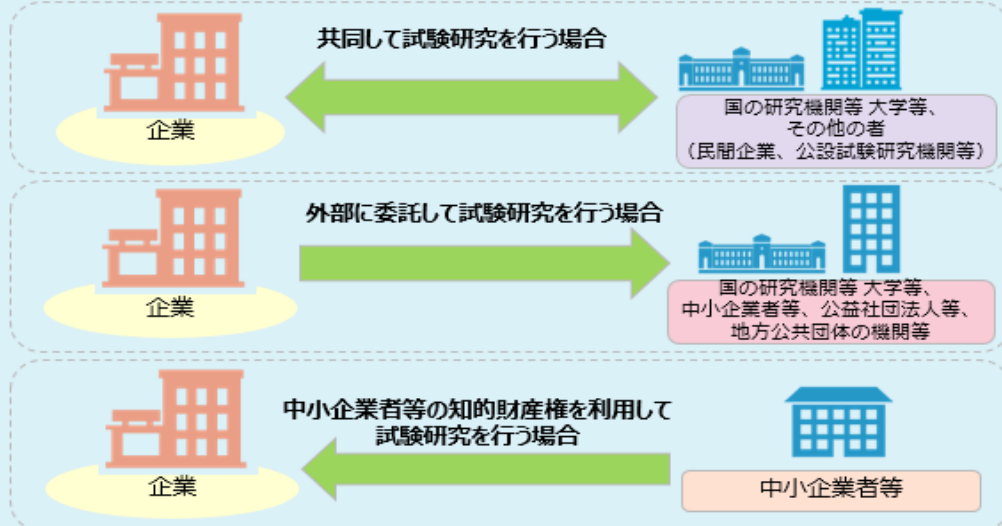 共同して試験研究を行う場合
企業
国の研究機関等 大学等、
その他の者
（民間企業、公設試験研究機関等）
外部に委託して試験研究を行う場合
企業
国の研究機関等 大学等、
中小企業者等、公益社団法人等、
地方公共団体の機関等
中小企業者等の知的財産権を利用して
試験研究を行う場合
企業
中小企業者等